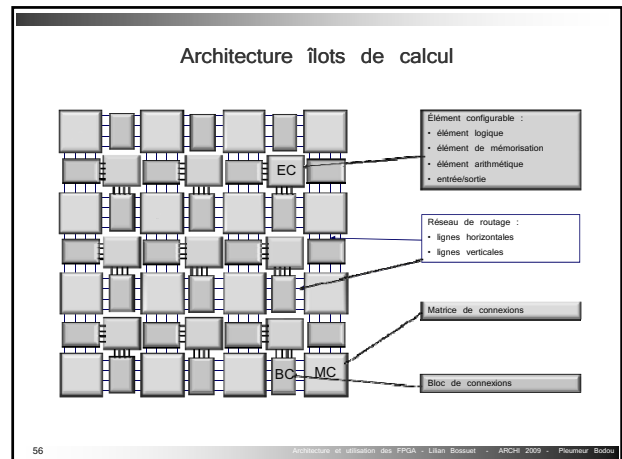 Architecture îlots de calcul
EC
BC
MC
Élément configurable :
• élément logique
• élément de mémorisation
• élément arithmétique
• entrée/sortie
Réseau de routage :
• lignes horizontales
• lignes verticales
Matrice de connexions
Bloc de connexions
56
Architecture et utilisation des FPGA - Lilian Bossuet - ARCHI 2009 - Pleumeur Bodou